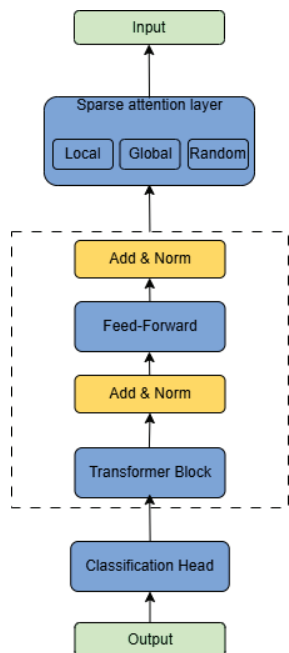 Input
Sparse attention layer
Local
Global
Random
Add & Norm
Feed-Forward
Add & Norm
Transformer Block
Classification Head
Output